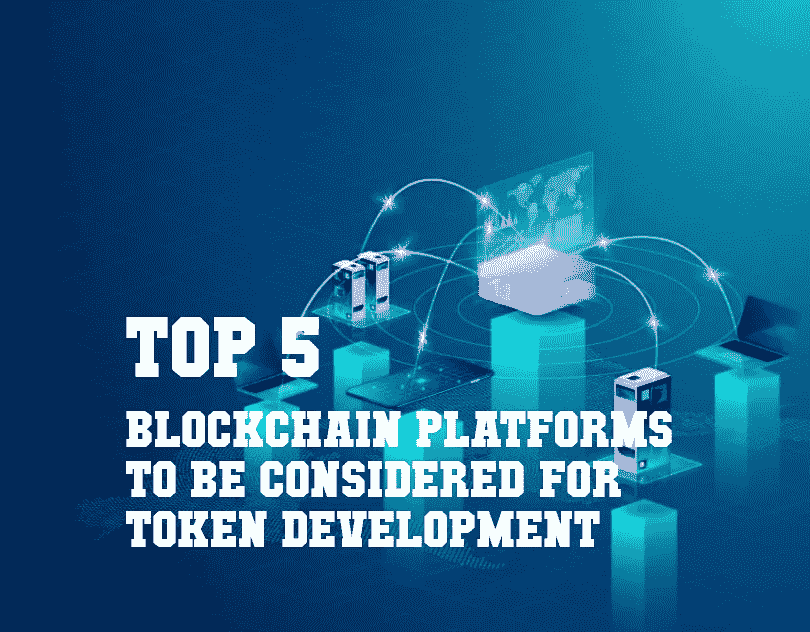 TOP 5
BLOCKCHAIN PLATFORMS
TO BE CONSIDERED FOR
TOKEN DEVELOPMENT